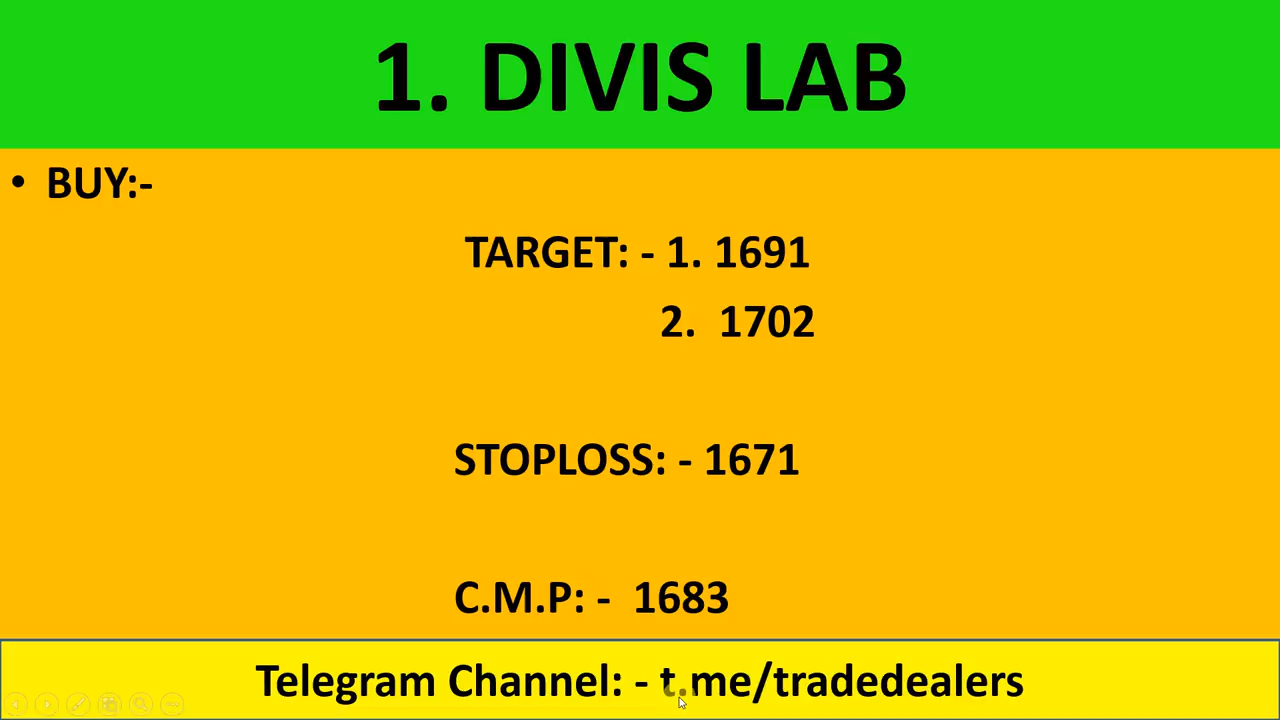 1. DIVIS LAB
• BUY:-
TARGET: - 1. 1691
2. 1702
STOPLOSS: - 1671
C.M.P: - 1683
Telegram Channel: - t.me/tradedealers